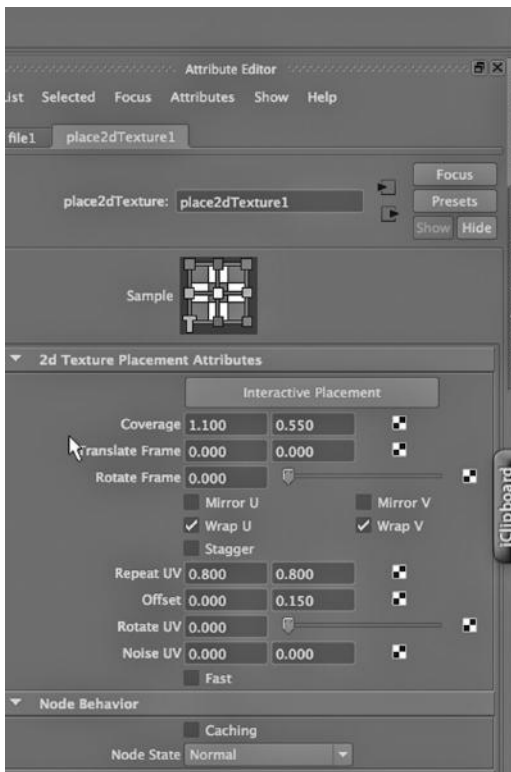 Attribute Editor
List Selected Focus Attributes Show Help
file1 place2dTexture1
Focus
place2dTexture: place2dTexture1
Presets
Show Hide
Sample
2d Texture Placement Attributes
Interactive Placement
Coverage 1.100 0.550
Translate Frame 0.000 0.000
Rotate Frame 0.000
Mirror U Mirror V
Wrap U Wrap V
Stagger
Repeat UV 0.800 0.800
Offset 0.000 0.150
Rotate UV 0.000
Noise UV 0.000 0.000
Fast
Node Behavior
Caching
Node State Normal
iClipboard